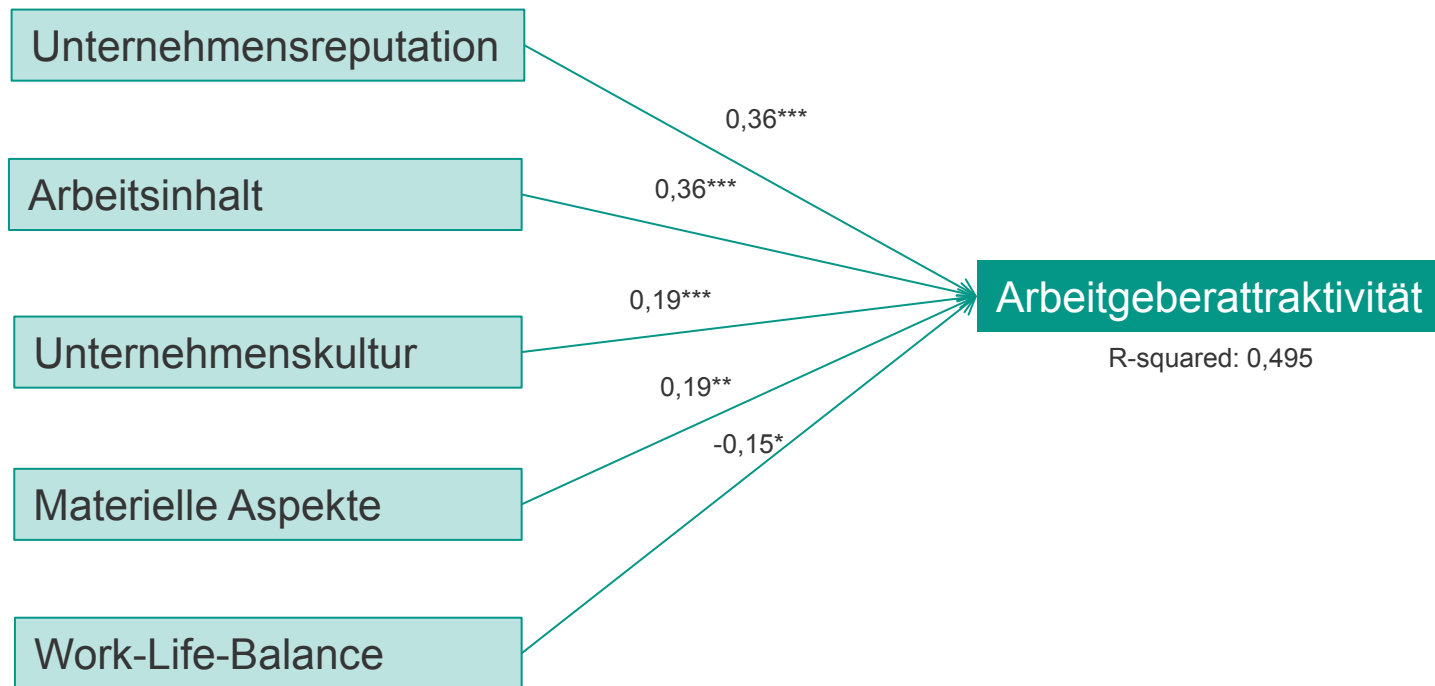 Unternehmensreputation
0,36***
Arbeitsinhalt
0,36***
Arbeitgeberattraktivität
R-squared: 0,495
0,19***
Unternehmenskultur
0,19**
-0,15*
Materielle Aspekte
Work-Life-Balance